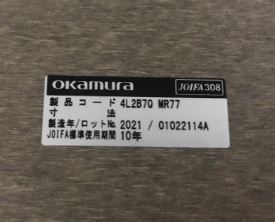 okamura JOIFA308
製品コード 4L2B7Q MR77
寸法
製造年/ロット№ 2021 / 01022114A
JOIFA標準使用期間 10年